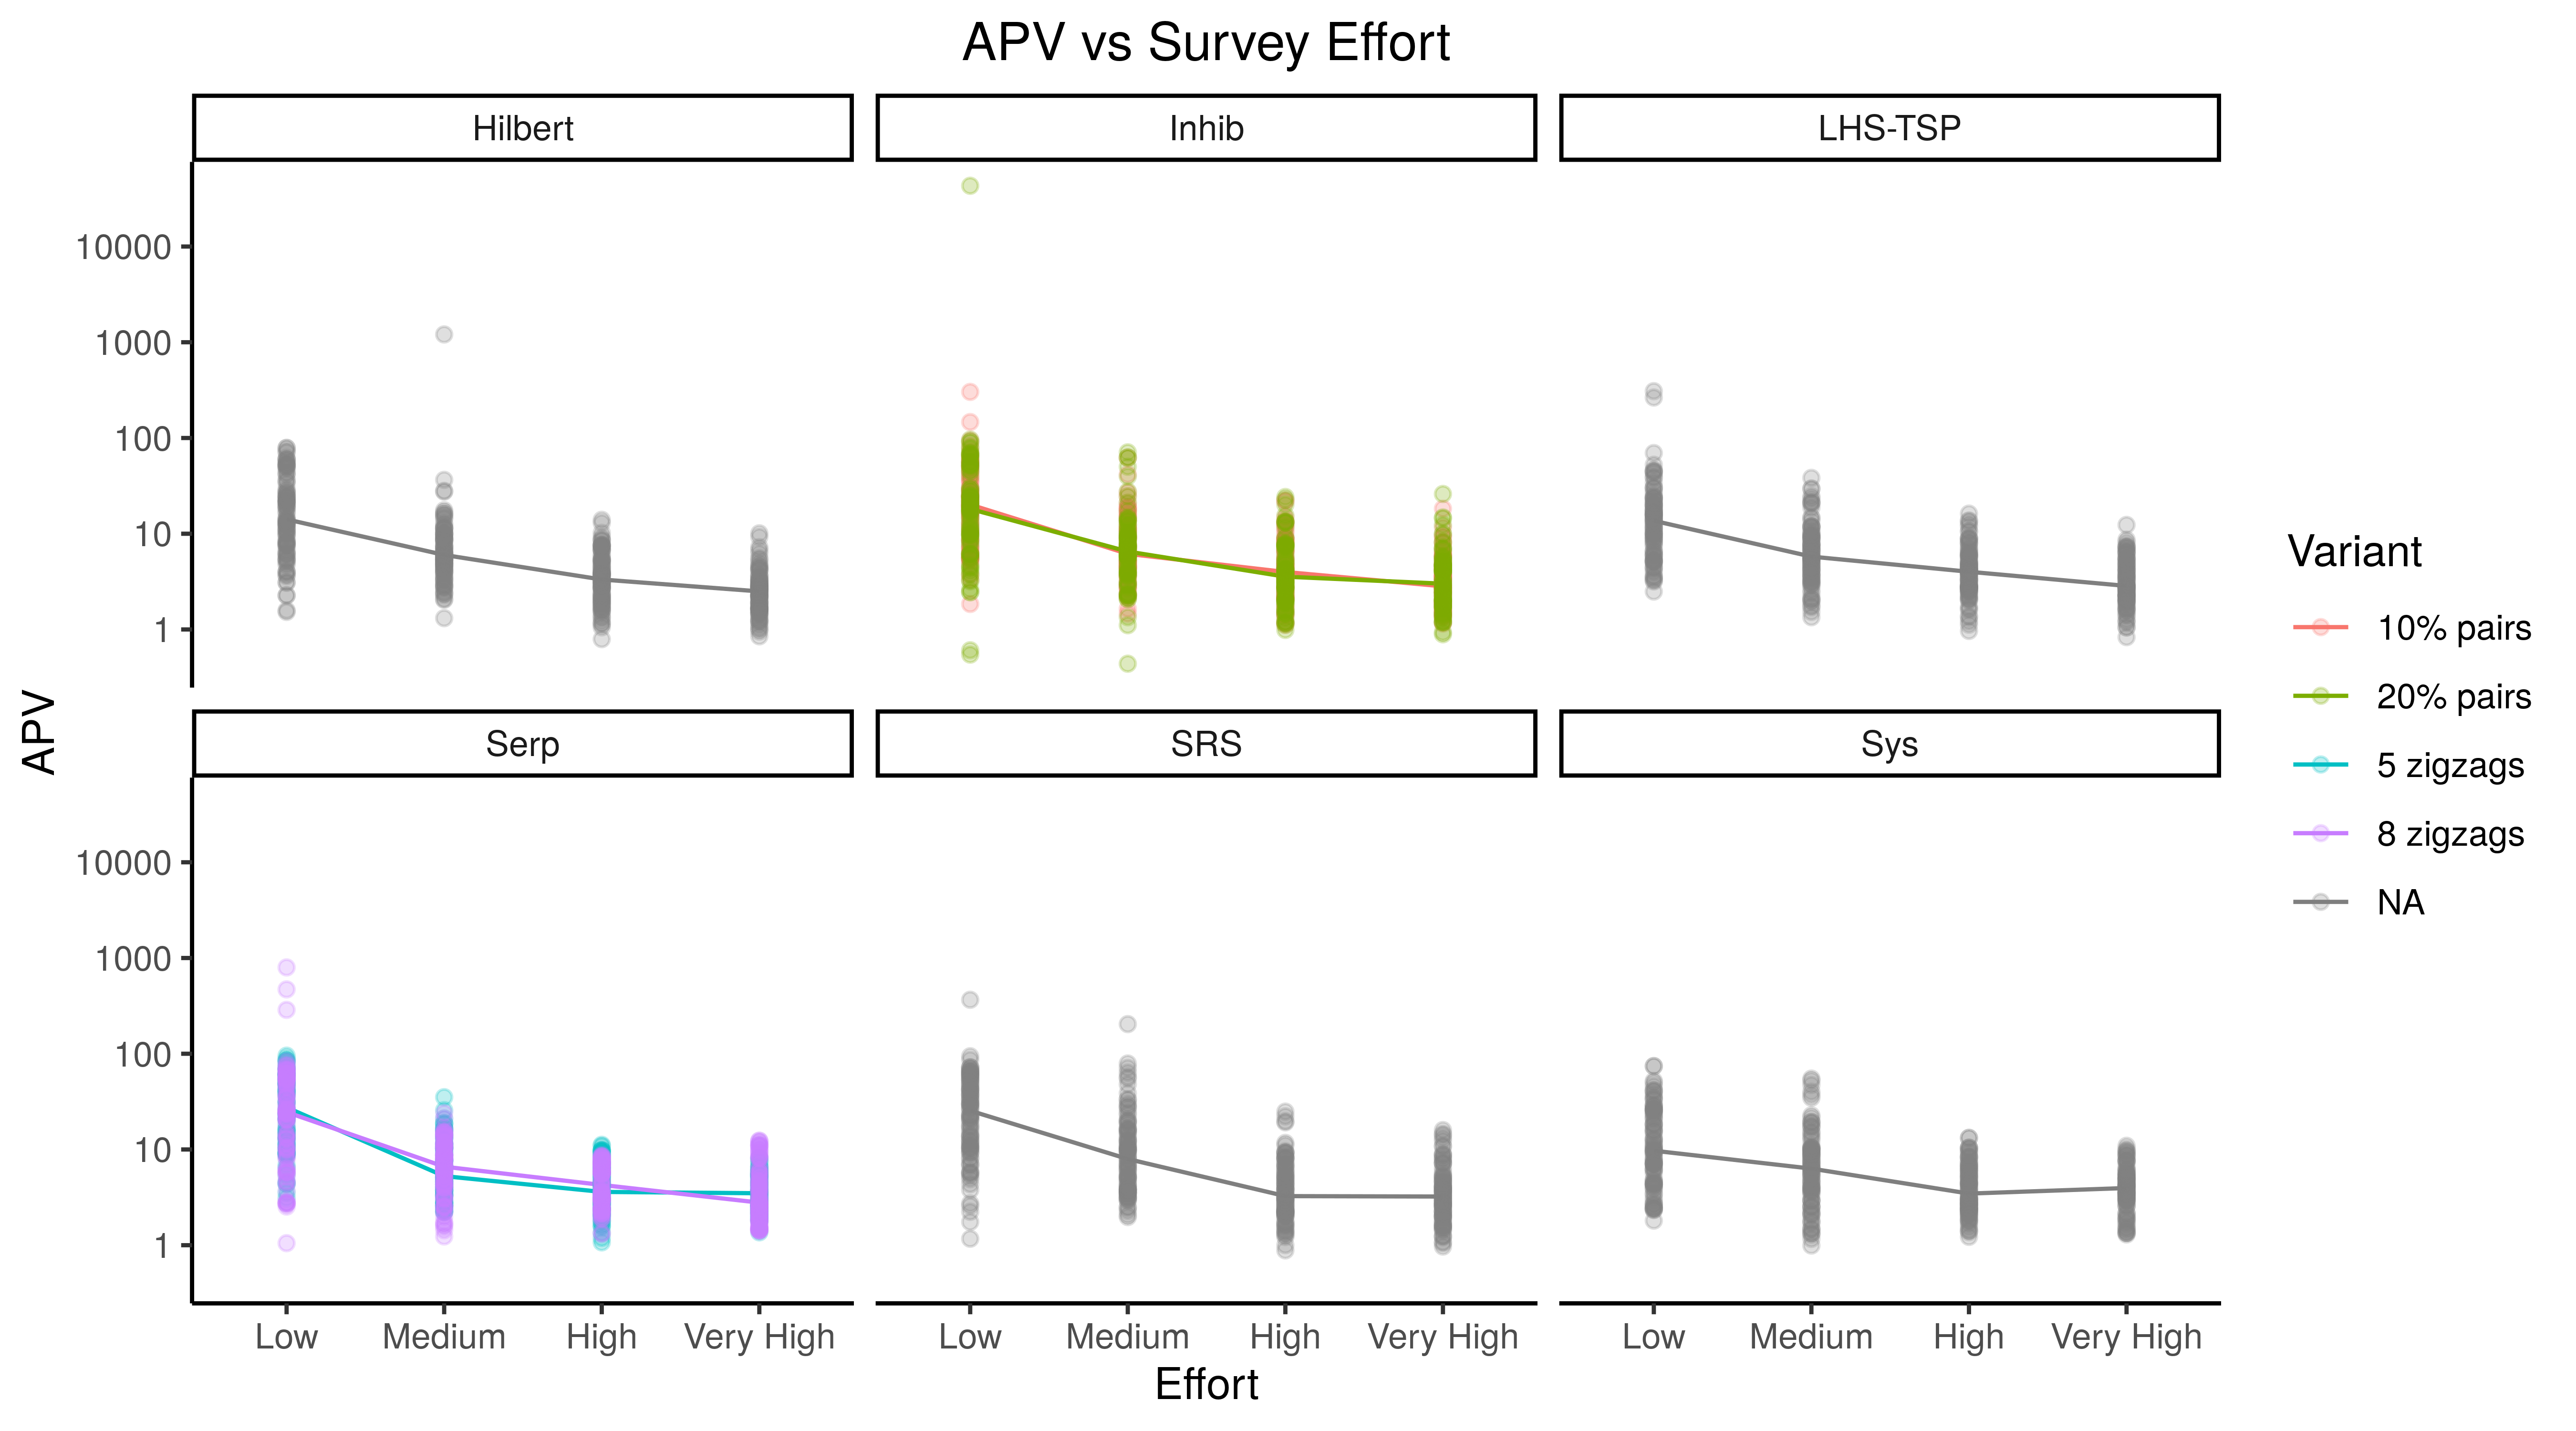 APV vs Survey Effort
Hilbert
Inhib
LHS-TSP
10000
1000
100
10
1
Serp
SRS
Sys
10000
1000
100
10
1
Low Medium High Very High
Low Medium High Very High
Low Medium High Very High
Effort
APV
Variant
10% pairs
20% pairs
5 zigzags
8 zigzags
NA